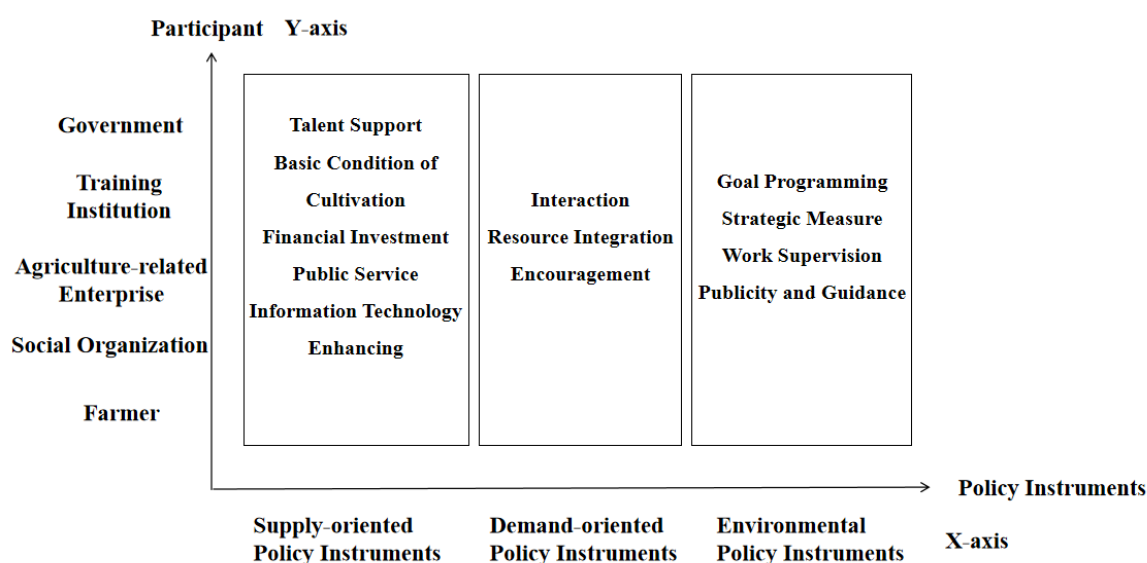 Participant Y-axis
Government
Training
Institution
Agriculture-related
Enterprise
Social Organization
Farmer
Talent Support
Basic Condition of
Cultivation
Financial Investment
Public Service
Information Technology
Enhancing
Interaction
Resource Integration
Encouragement
Goal Programming
Strategic Measure
Work Supervision
Publicity and Guidance
Policy Instruments
X-axis
Supply-oriented
Policy Instruments
Demand-oriented
Policy Instruments
Environmental
Policy Instruments